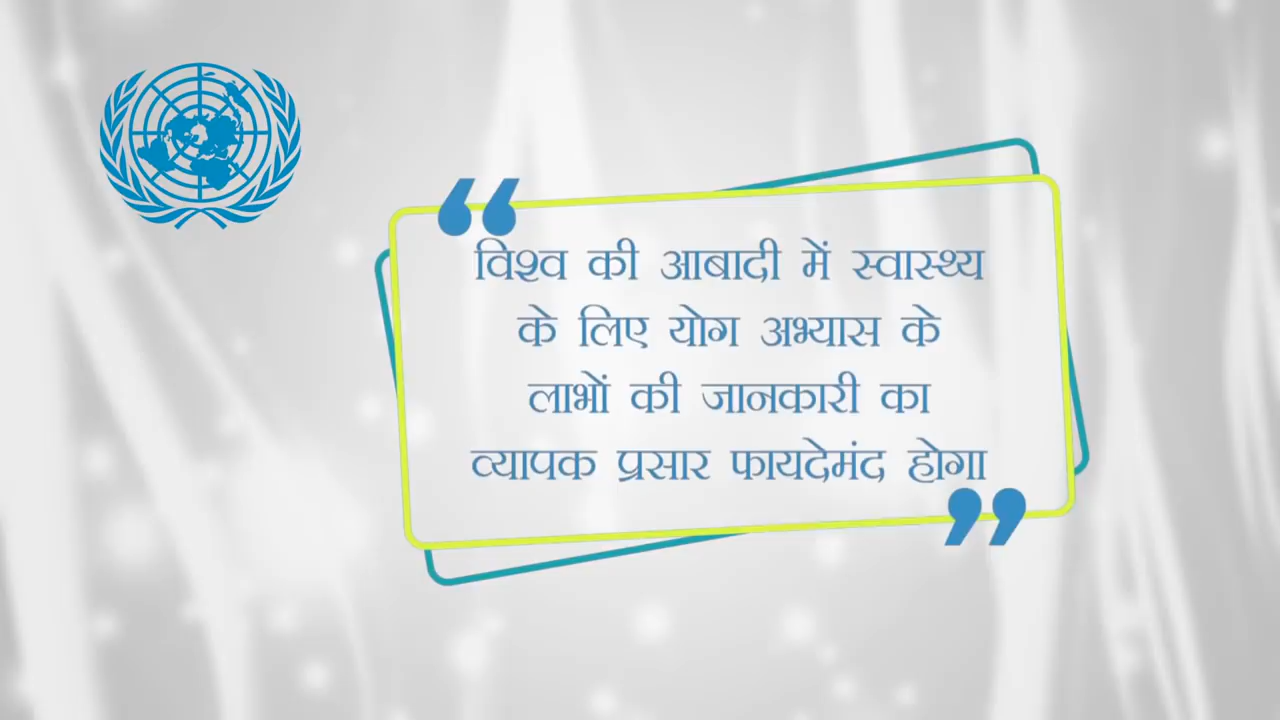 “विश्व की आबादी में स्वास्थ्य
के लिए योग अभ्यास के
लाभों की जानकारी का
व्यापक प्रसार फायदेमंद होगा”